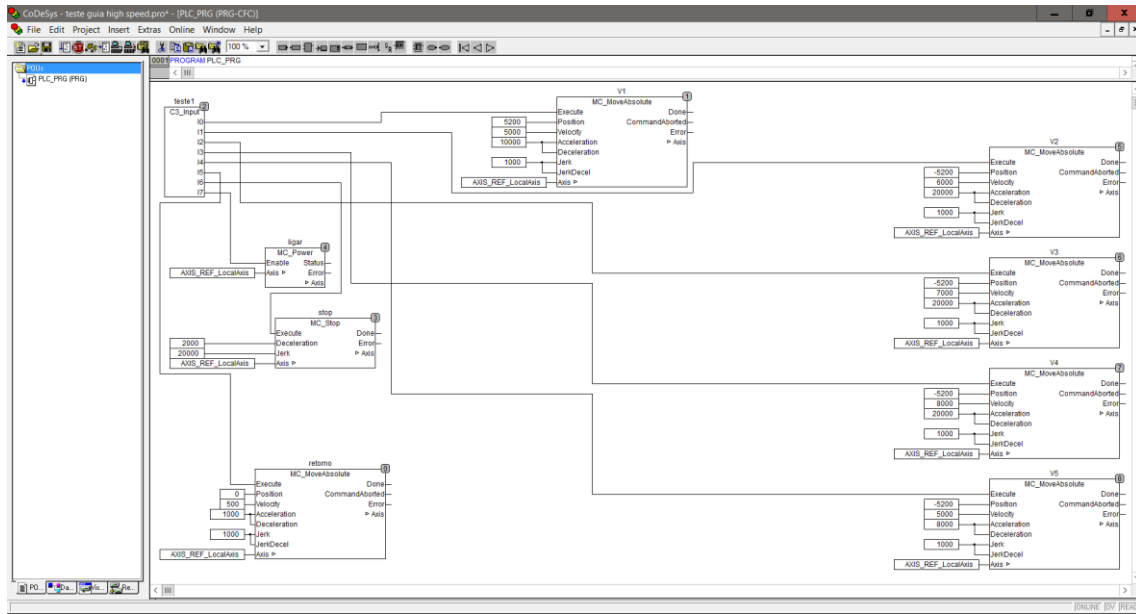 CoDeSys - teste guia high speed.pro* - [PLC_PRG (PRG-CFC)]
File Edit Project Insert Extras Online Window Help
100 %
POUs
PLC_PRG (PRG)
0001 PROGRAM PLC_PRG
teste1
2
C3_Input
I0
I1
I2
I3
I4
I5
I6
I7
V1
1
MC_MoveAbsolute
Execute Done
5200 Position CommandAborted
5000 Velocity Error
10000 Acceleration Axis
Deceleration
1000 Jerk
JerkDecel
AXIS_REF_LocalAxis Axis
V2
5
MC_MoveAbsolute
Execute Done
-5200 Position CommandAborted
6000 Velocity Error
20000 Acceleration Axis
Deceleration
1000 Jerk
JerkDecel
AXIS_REF_LocalAxis Axis
ligar
4
MC_Power
Enable Status
AXIS_REF_LocalAxis Axis Error
Axis
V3
6
MC_MoveAbsolute
Execute Done
-5200 Position CommandAborted
7000 Velocity Error
20000 Acceleration Axis
Deceleration
1000 Jerk
JerkDecel
AXIS_REF_LocalAxis Axis
stop
3
MC_Stop
Execute Done
2000 Deceleration Error
20000 Jerk Axis
AXIS_REF_LocalAxis Axis
V4
7
MC_MoveAbsolute
Execute Done
-5200 Position CommandAborted
8000 Velocity Error
20000 Acceleration Axis
Deceleration
1000 Jerk
JerkDecel
AXIS_REF_LocalAxis Axis
retorno
0
MC_MoveAbsolute
Execute Done
0 Position CommandAborted
500 Velocity Error
1000 Acceleration Axis
Deceleration
1000 Jerk
JerkDecel
AXIS_REF_LocalAxis Axis
V5
8
MC_MoveAbsolute
Execute Done
-5200 Position CommandAborted
5000 Velocity Error
8000 Acceleration Axis
Deceleration
1000 Jerk
JerkDecel
AXIS_REF_LocalAxis Axis
PO... Da... Vis... Re...
ONLINE OV READ